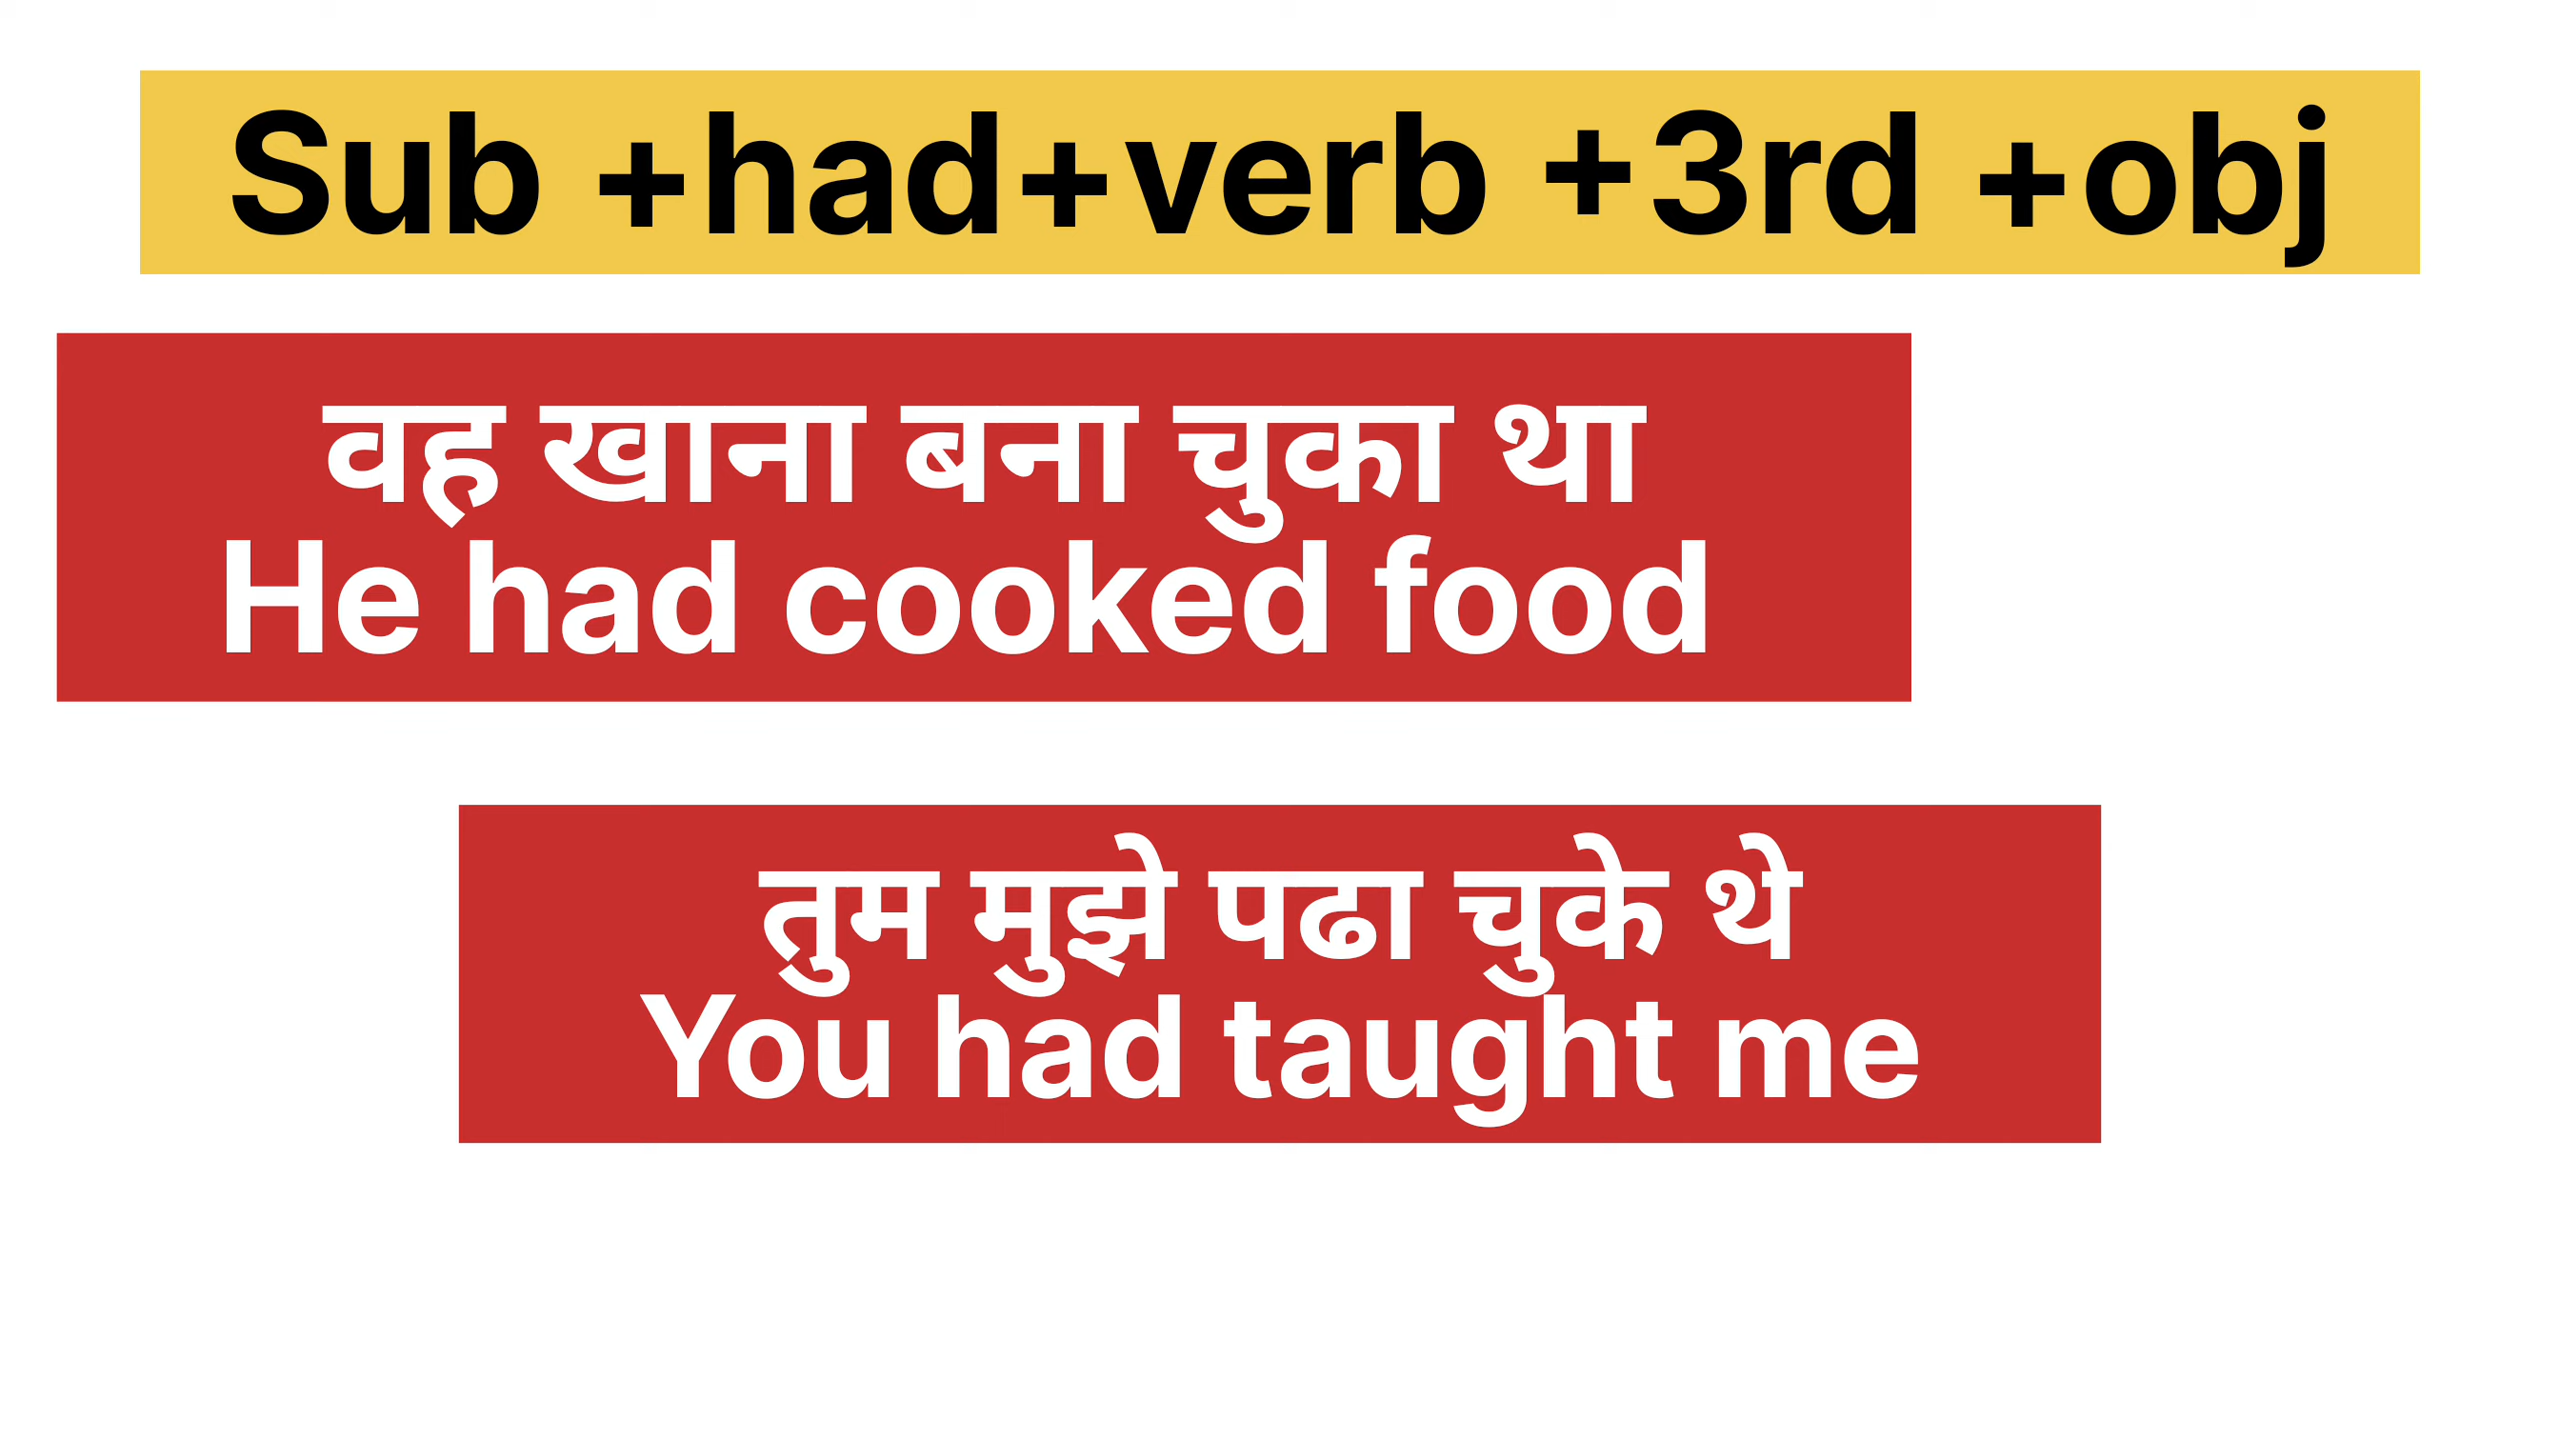 Sub +had+verb +3rd +obj
वह खाना बना चुका था
He had cooked food
तुम मुझे पढा चुके थे
You had taught me